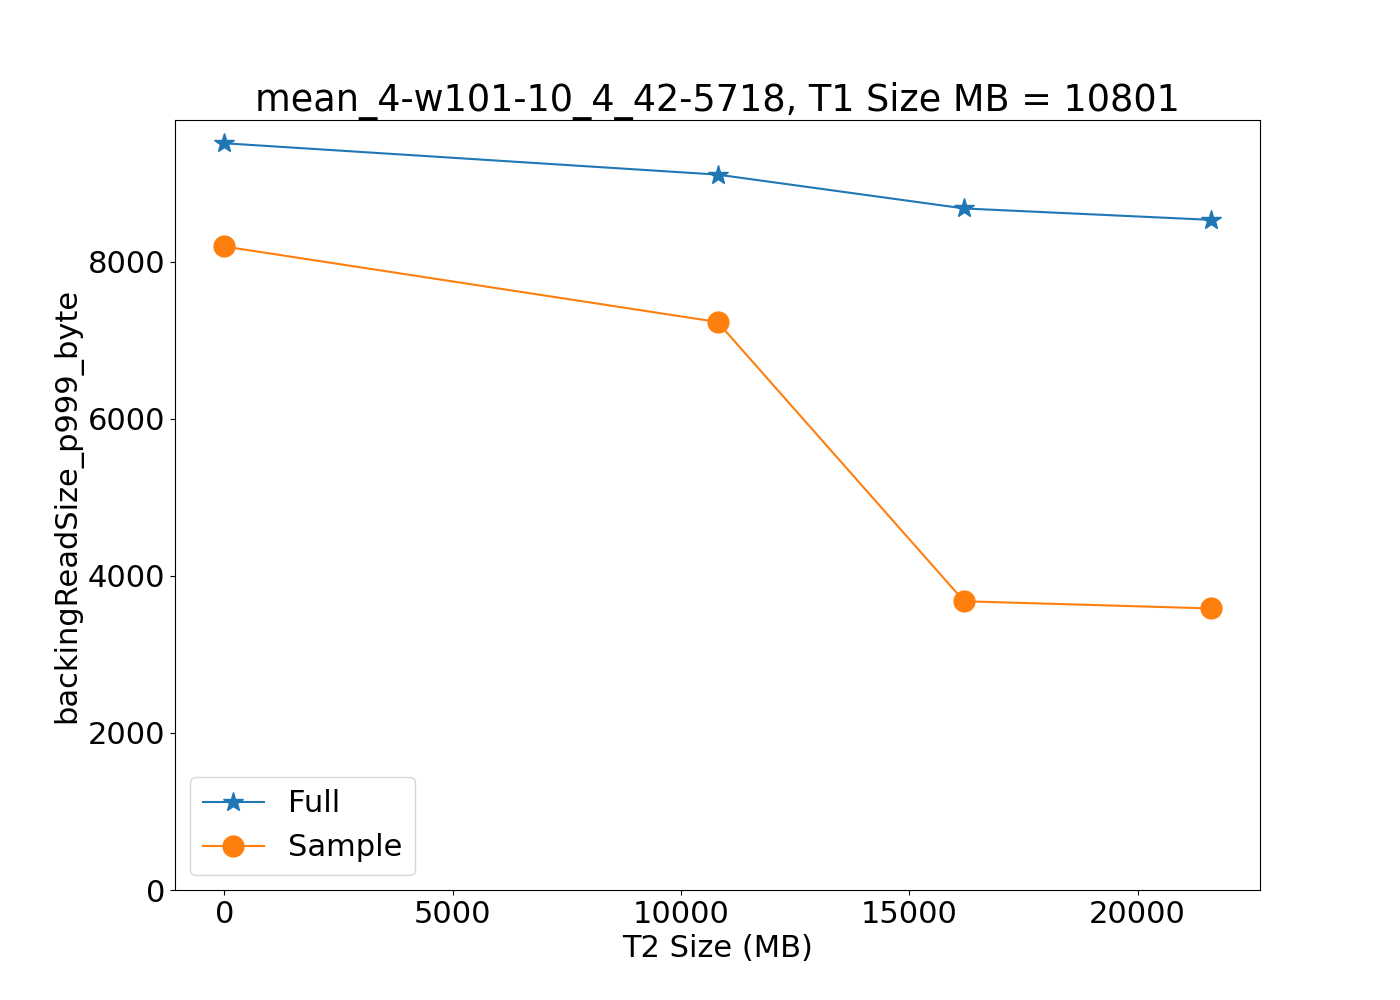 mean_4-w101-10_4_42-5718, T1 Size MB = 10801
backingReadSize_p999_byte
8000
6000
4000
2000
0
Full
Sample
0 5000 10000 15000 20000
T2 Size (MB)